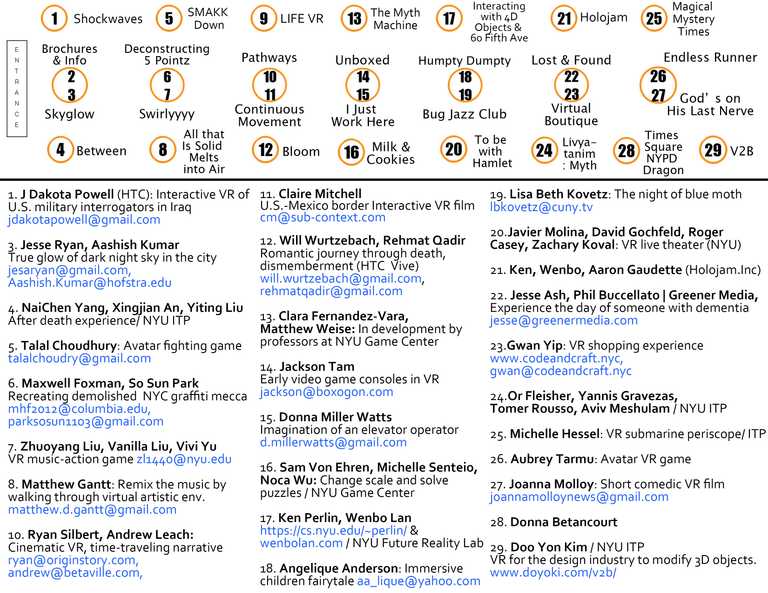 1 Shockwaves
5 SMAKK Down
9 LIFE VR
13 The Myth Machine
17 Interacting with 4D Objects & 60 Fifth Ave
21 Holojam
25 Magical Mystery Times
ENTRANCE
Brochures & Info
2
3
Skyglow
Deconstructing 5 Pointz
6
7
Swirlyyyy
Pathways
10
11
Continuous Movement
Unboxed
14
15
I Just Work Here
Humpty Dumpty
18
19
Bug Jazz Club
Lost & Found
22
23
Virtual Boutique
Endless Runner
26
27
God's on His Last Nerve
4 Between
8 All that Is Solid Melts into Air
12 Bloom
16 Milk & Cookies
20 To be with Hamlet
24 Livya-tanim : Myth
28 Times Square NYPD Dragon
29 V2B
1. J Dakota Powell (HTC): Interactive VR of
U.S. military interrogators in Iraq
jdakotapowell@gmail.com
3. Jesse Ryan, Aashish Kumar
True glow of dark night sky in the city
jesaryan@gmail.com,
Aashish.Kumar@hofstra.edu
4. NaiChen Yang, Xingjian An, Yiting Liu
After death experience/ NYU ITP
5. Talal Choudhury: Avatar fighting game
talalchoudry@gmail.com
6. Maxwell Foxman, So Sun Park
Recreating demolished NYC graffiti mecca
mhf2012@columbia.edu,
parksosun1103@gmail.com
7. Zhuoyang Liu, Vanilla Liu, Vivi Yu
VR music-action game zl1440@nyu.edu
8. Matthew Gantt: Remix the music by
walking through virtual artistic env.
matthew.d.gantt@gmail.com
10. Ryan Silbert, Andrew Leach:
Cinematic VR, time-traveling narrative
ryan@originstory.com,
andrew@betaville.com,
11. Claire Mitchell
U.S.-Mexico border Interactive VR film
cm@sub-context.com
12. Will Wurtzebach, Rehmat Qadir
Romantic journey through death,
dismemberment (HTC Vive)
will.wurtzebach@gmail.com,
rehmatqadir@gmail.com
13. Clara Fernandez-Vara,
Matthew Weise: In development by
professors at NYU Game Center
14. Jackson Tam
Early video game consoles in VR
jackson@boxogon.com
15. Donna Miller Watts
Imagination of an elevator operator
d.millerwatts@gmail.com
16. Sam Von Ehren, Michelle Senteio,
Noca Wu: Change scale and solve
puzzles / NYU Game Center
17. Ken Perlin, Wenbo Lan
https://cs.nyu.edu/~perlin/ &
wenbolan.com / NYU Future Reality Lab
18. Angelique Anderson: Immersive
children fairytale aa_lique@yahoo.com
19. Lisa Beth Kovetz: The night of blue moth
lbkovetz@cuny.tv
20.Javier Molina, David Gochfeld, Roger
Casey, Zachary Koval: VR live theater (NYU)
21. Ken, Wenbo, Aaron Gaudette (Holojam.Inc)
22. Jesse Ash, Phil Buccellato | Greener Media,
Experience the day of someone with dementia
jesse@greenermedia.com
23.Gwan Yip: VR shopping experience
www.codeandcraft.nyc,
gwan@codeandcraft.nyc
24.Or Fleisher, Yannis Gravezas,
Tomer Rousso, Aviv Meshulam / NYU ITP
25. Michelle Hessel: VR submarine periscope/ ITP
26. Aubrey Tarmu: Avatar VR game
27. Joanna Molloy: Short comedic VR film
joannamolloynews@gmail.com
28. Donna Betancourt
29. Doo Yon Kim / NYU ITP
VR for the design industry to modify 3D objects.
www.doyoki.com/v2b/